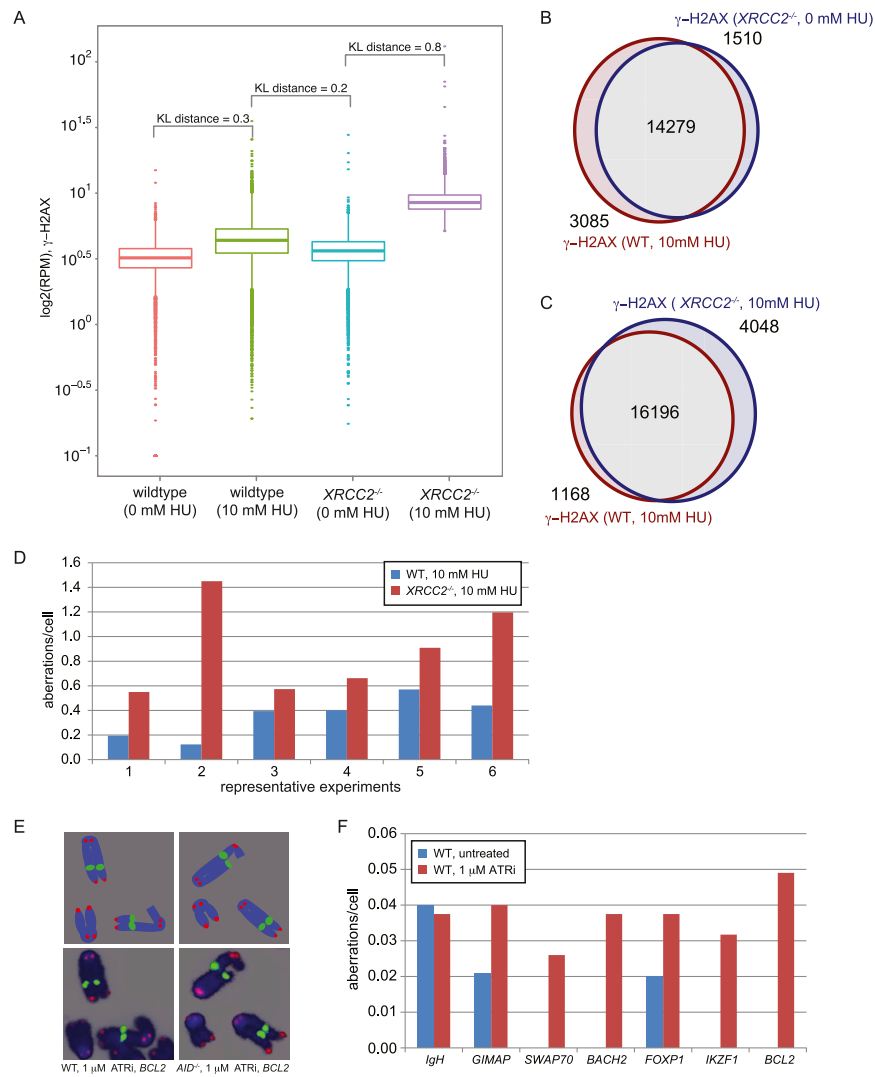 A
log2(RPM), γ-H2AX
10^2
10^1.5
10^1
10^0.5
10^0
10^−0.5
10^−1
KL distance = 0.3
KL distance = 0.2
KL distance = 0.8
wildtype
(0 mM HU)
wildtype
(10 mM HU)
XRCC2-/-
(0 mM HU)
XRCC2-/-
(10 mM HU)
B
γ−H2AX (XRCC2-/-, 0 mM HU)
1510
14279
3085
γ−H2AX (WT, 10mM HU)
C
γ−H2AX ( XRCC2-/-, 10mM HU)
4048
16196
1168
γ−H2AX (WT, 10mM HU)
D
aberrations/cell
1.6
1.4
1.2
1.0
0.8
0.6
0.4
0.2
0.0
WT, 10 mM HU
XRCC2-/-, 10 mM HU
1 2 3 4 5 6
representative experiments
E
WT, 1 μM ATRi, BCL2
AID-/-, 1 μM ATRi, BCL2
F
aberrations/cell
0.06
0.05
0.04
0.03
0.02
0.01
0.00
WT, untreated
WT, 1 μM ATRi
IgH GIMAP SWAP70 BACH2 FOXP1 IKZF1 BCL2